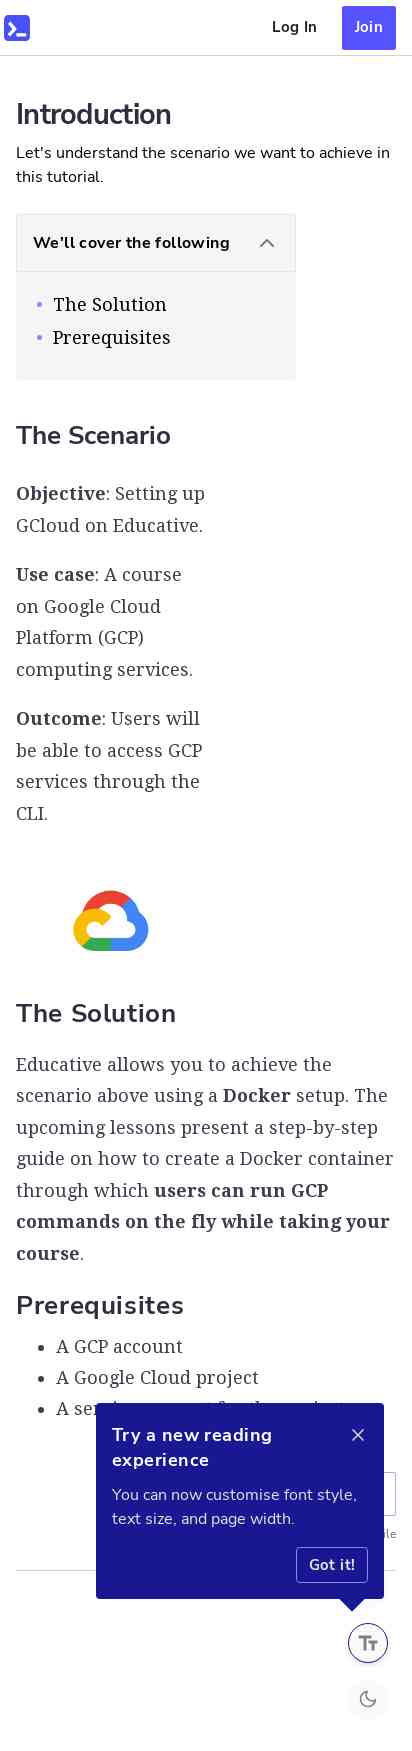 Log In
Join
Introduction
Let's understand the scenario we want to achieve in
this tutorial.
We'll cover the following
The Solution
Prerequisites
The Scenario
Objective: Setting up
GCloud on Educative.
Use case: A course
on Google Cloud
Platform (GCP)
computing services.
Outcome: Users will
be able to access GCP
services through the
CLI.
The Solution
Educative allows you to achieve the
scenario above using a Docker setup. The
upcoming lessons present a step-by-step
guide on how to create a Docker container
through which users can run GCP
commands on the fly while taking your
course.
Prerequisites
A GCP account
A Google Cloud project
A
Try a new reading
experience
You can now customise font style,
text size, and page width.
Got it!
Tт